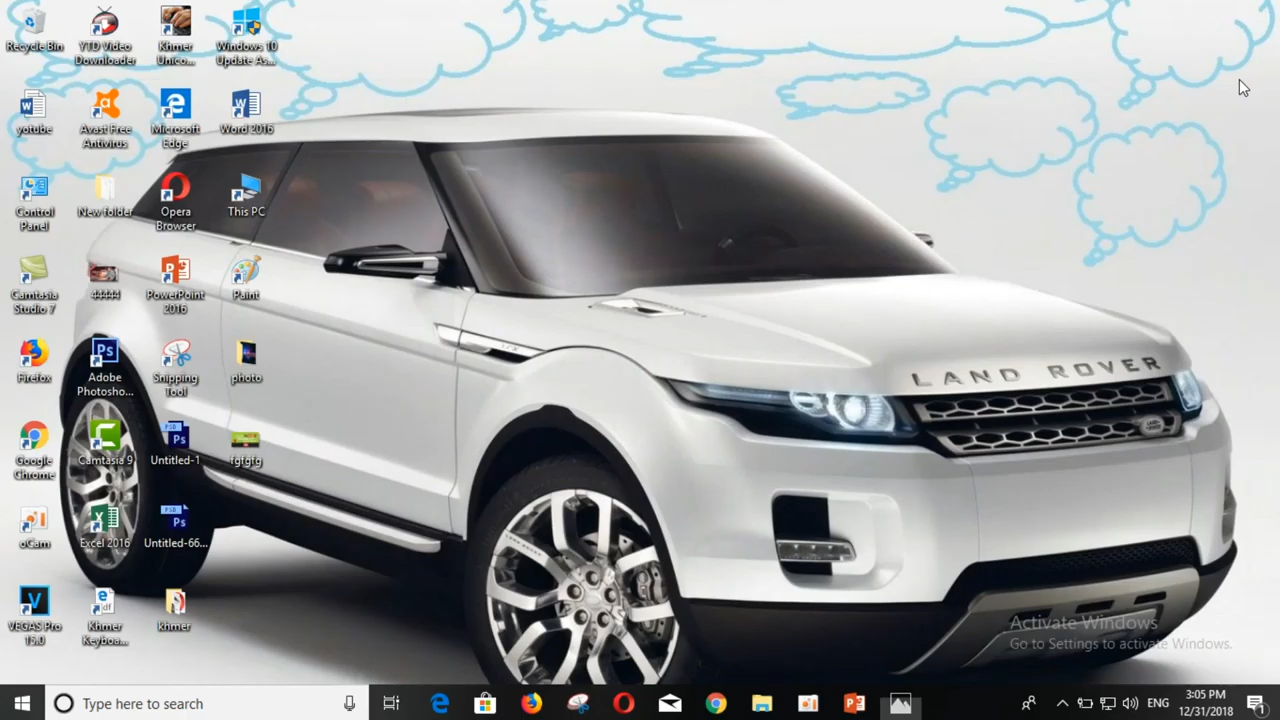 Recycle Bin
YTD Video
Downloader
Khmer
Unico...
Windows 10
Update As...
yotube
Avast Free
Antivirus
Microsoft
Edge
Word 2016
Control
Panel
New folder
Opera
Browser
This PC
Camtasia
Studio 7
44444
PowerPoint
2016
Paint
Firefox
Adobe
Photosho...
Snipping
Tool
photo
Google
Chrome
Camtasia 9
Untitled-1
fgfgfg
oCam
Excel 2016
Untitled-66...
VEGAS Pro
15.0
Khmer
Keyboa...
khmer
LAND ROVER
Activate Windows
Go to Settings to activate Windows.
Type here to search
ENG
3:05 PM
12/31/2018
1